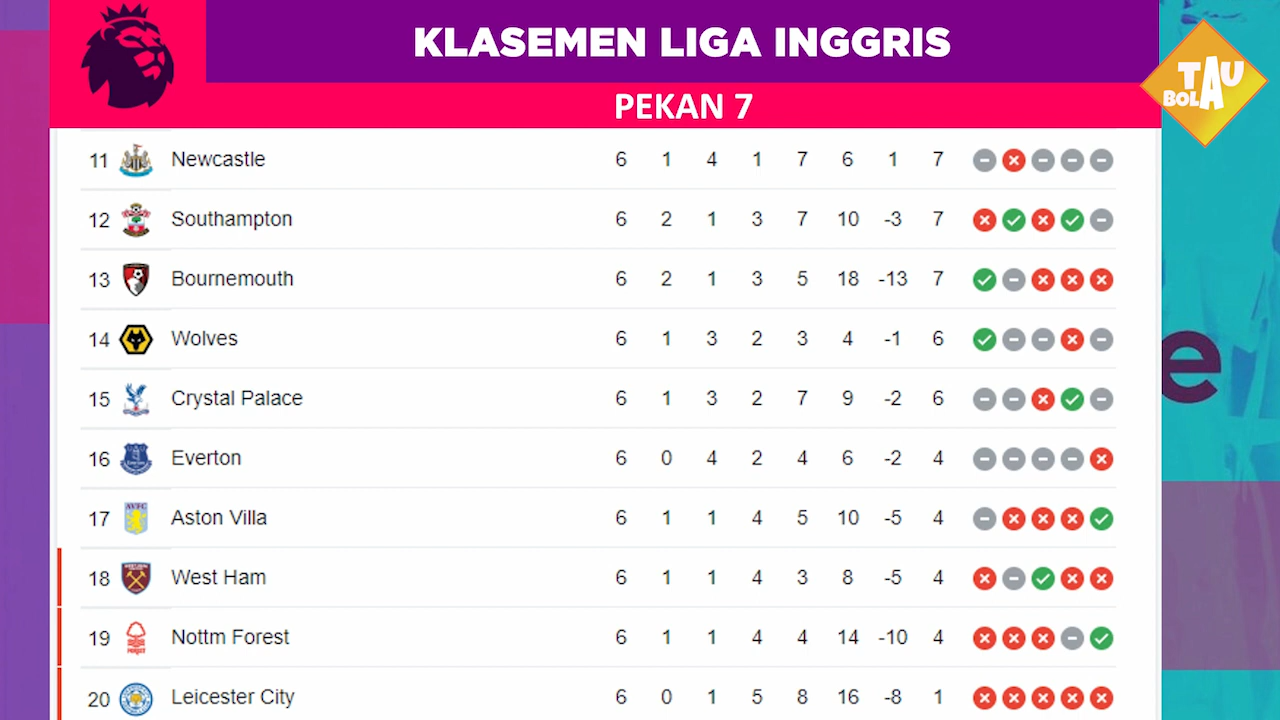 KLASEMEN LIGA INGGRIS
PEKAN 7
TAU
BOLA
11 Newcastle 6 1 4 1 7 6 1 7
12 Southampton 6 2 1 3 7 10 -3 7
13 Bournemouth 6 2 1 3 5 18 -13 7
14 Wolves 6 1 3 2 3 4 -1 6
e
15 Crystal Palace 6 1 3 2 7 9 -2 6
16 Everton 6 0 4 2 4 6 -2 4
AVFC
17 Aston Villa 6 1 1 4 5 10 -5 4
18 West Ham 6 1 1 4 3 8 -5 4
19 Nottm Forest 6 1 1 4 4 14 -10 4
20 Leicester City 6 0 1 5 8 16 -8 1